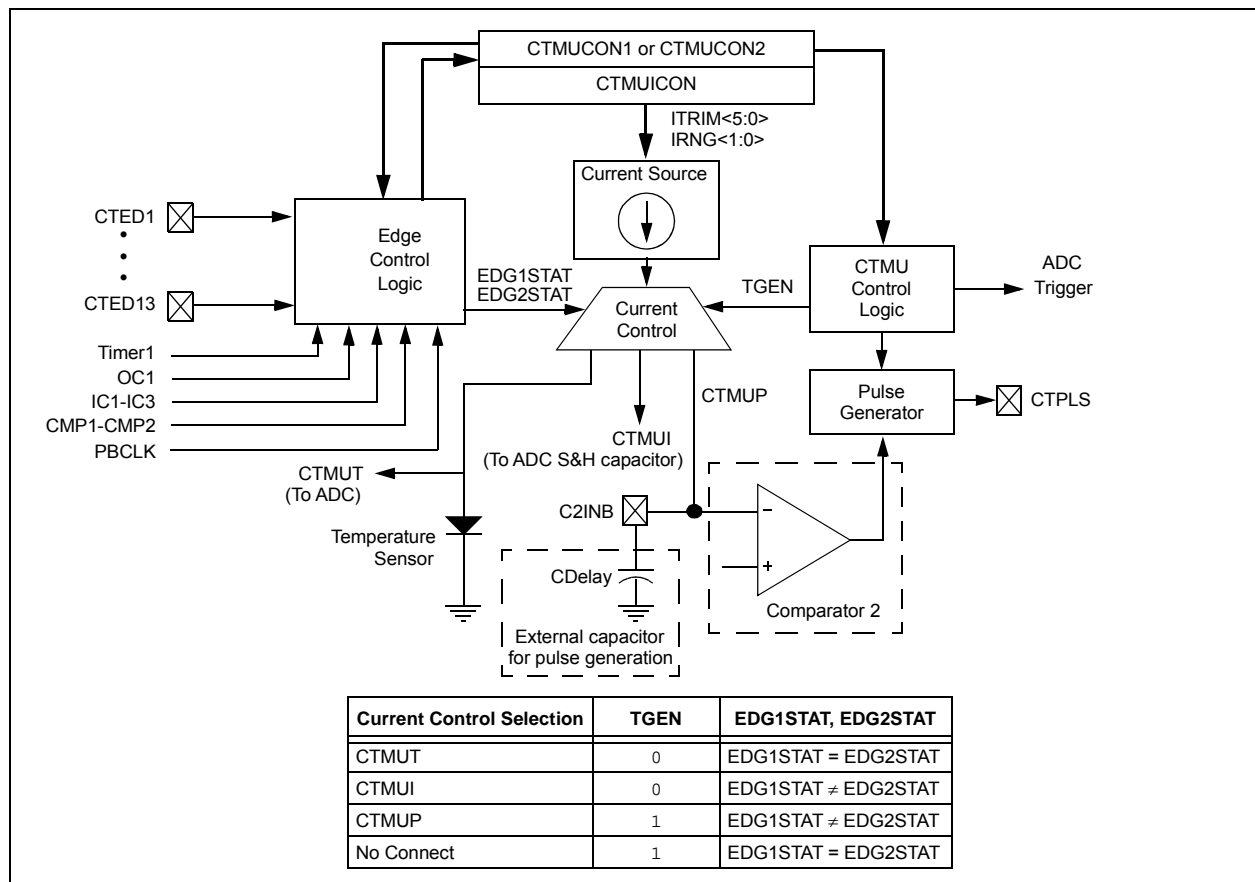 CTMUCON1 or CTMUCON2
CTMUICON
ITRIM<5:0>
IRNG<1:0>
Current Source
CTED1
•
•
•
CTED13
Edge
Control
Logic
EDG1STAT
EDG2STAT
Current
Control
TGEN
CTMU
Control
Logic
ADC
Trigger
Timer1
OC1
IC1-IC3
CMP1-CMP2
PBCLK
CTMUP
Pulse
Generator
CTPLS
CTMUT
(To ADC)
CTMUI
(To ADC S&H capacitor)
C2INB
–
+
Temperature
Sensor
CDelay
Comparator 2
External capacitor
for pulse generation
Current Control Selection TGEN EDG1STAT, EDG2STAT
CTMUT 0 EDG1STAT = EDG2STAT
CTMUI 0 EDG1STAT ≠ EDG2STAT
CTMUP 1 EDG1STAT ≠ EDG2STAT
No Connect 1 EDG1STAT = EDG2STAT